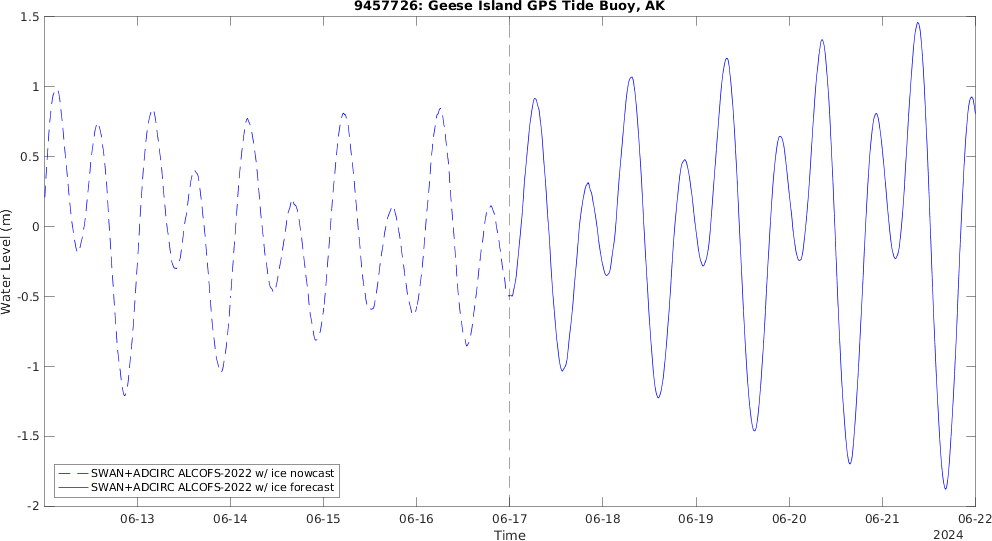 9457726: Geese Island GPS Tide Buoy, AK
1.5
1
0.5
0
-0.5
-1
-1.5
-2
Water Level (m)
SWAN+ADCIRC ALCOFS-2022 w/ ice nowcast
SWAN+ADCIRC ALCOFS-2022 w/ ice forecast
06-13 06-14 06-15 06-16 06-17 06-18 06-19 06-20 06-21 06-22
Time
2024